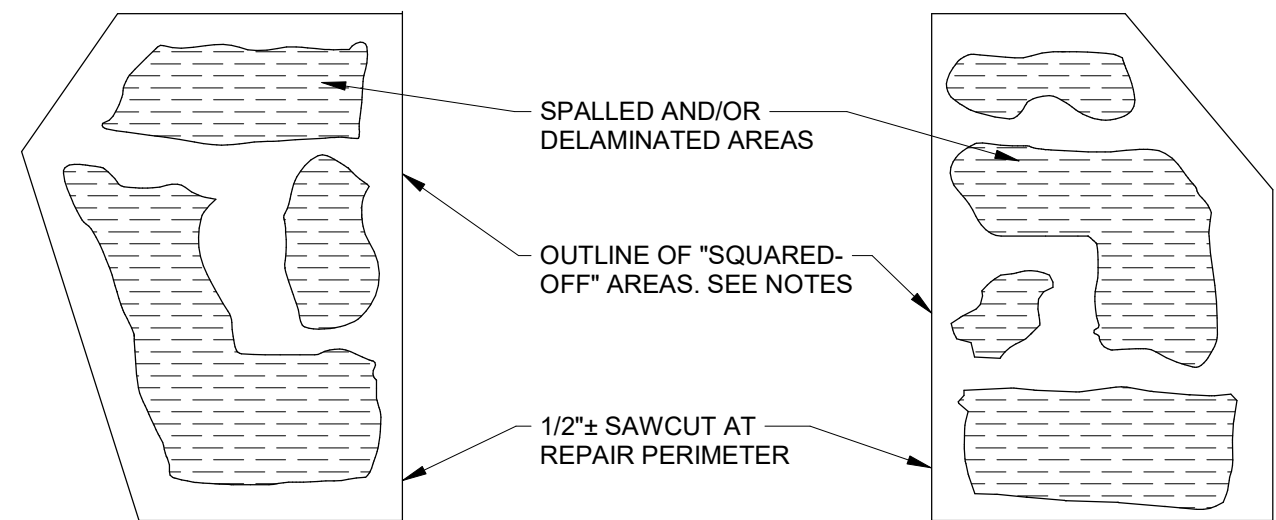 SPALLED AND/OR
DELAMINATED AREAS
OUTLINE OF "SQUARED-
OFF" AREAS. SEE NOTES
1/2"± SAWCUT AT
REPAIR PERIMETER